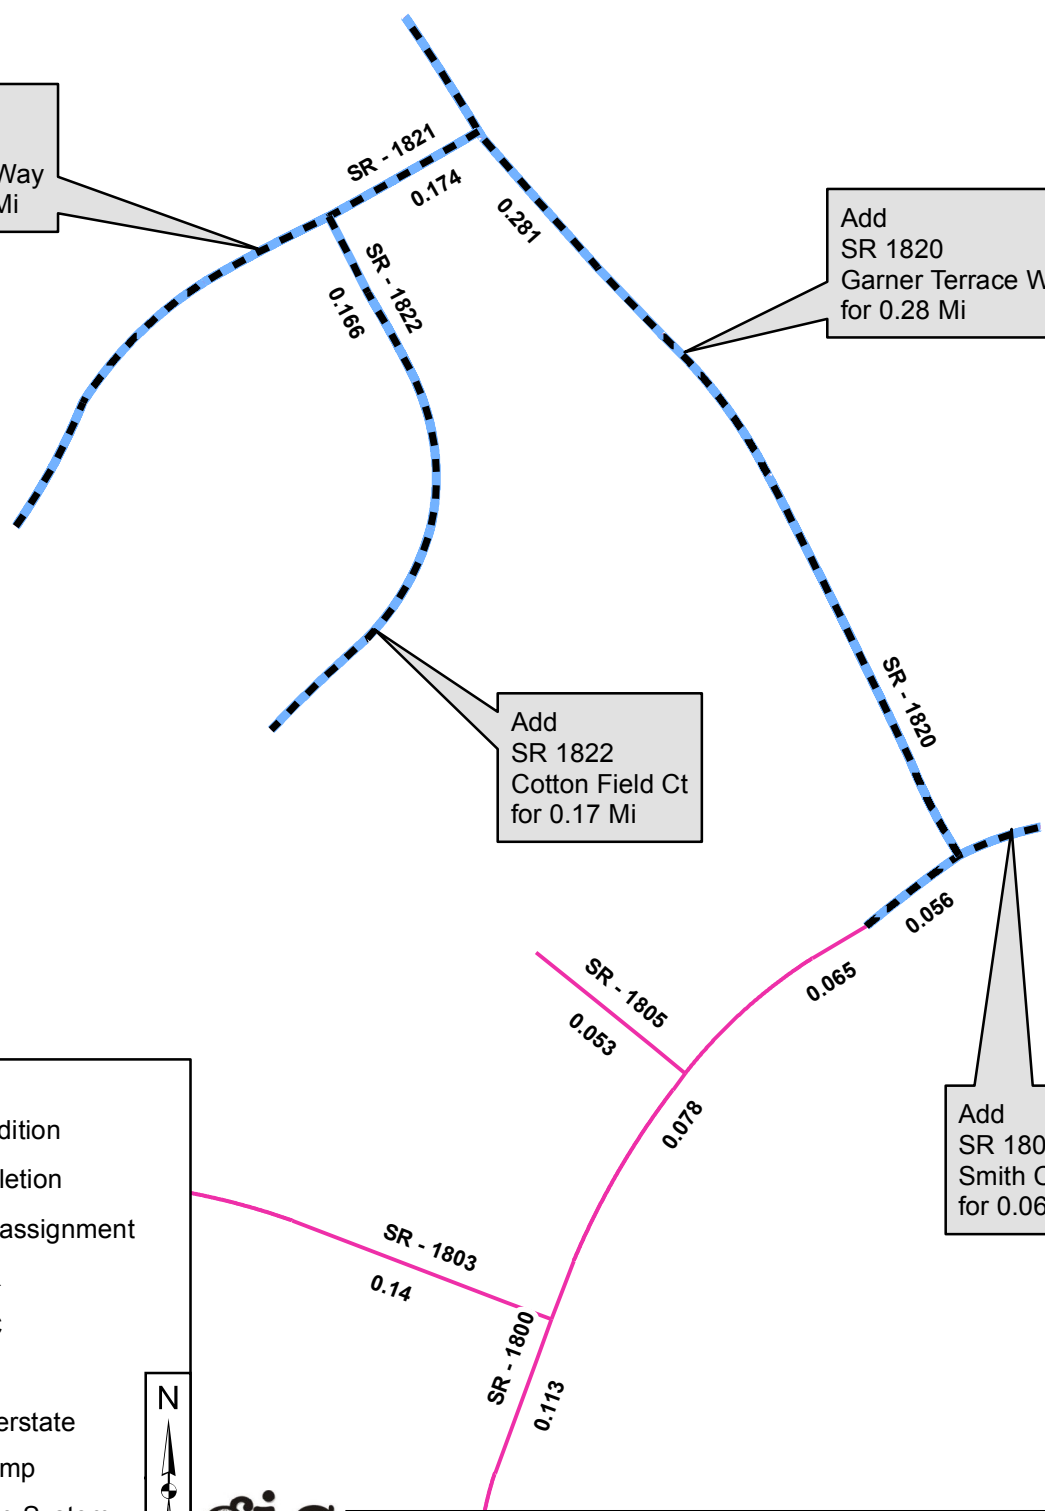 Way
Mi
SR - 1821
0.174
0.281
SR - 1822
0.166
Add
SR 1820
Garner Terrace W
for 0.28 Mi
SR - 1820
Add
SR 1822
Cotton Field Ct
for 0.17 Mi
0.056
0.065
SR - 1805
0.053
0.078
Add
SR 180
Smith C
for 0.06
SR - 1803
0.14
SR - 1800
0.113
dition
letion
assignment
erstate
mp
N